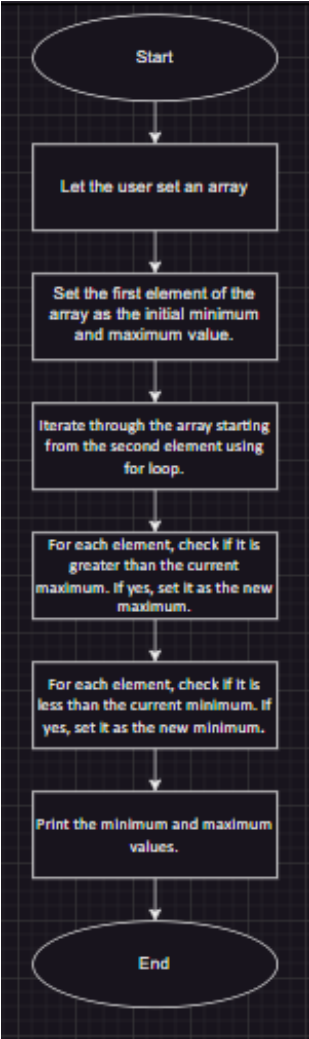 Start
Let the user set an array
Set the first element of the
array as the initial minimum
and maximum value.
Iterate through the array starting
from the second element using
for loop.
For each element, check if it is
greater than the current
maximum. If yes, set it as the new
maximum.
For each element, check if it is
less than the current minimum. If
yes, set it as the new minimum.
Print the minimum and maximum
values.
End